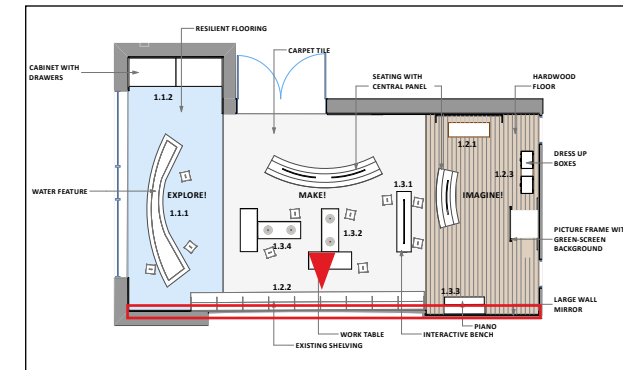 RESILIENT FLOORING
CARPET TILE
CABINET WITH
DRAWERS
SEATING WITH
CENTRAL PANEL
HARDWOOD
FLOOR
1.1.2
1.2.1
DRESS UP
BOXES
1.2.3
1.3.1
WATER FEATURE
EXPLORE!
MAKE!
IMAGINE!
1.1.1
1.3.2
1.3.4
PICTURE FRAME WIT
GREEN-SCREEN
BACKGROUND
1.2.2
1.3.3
LARGE WALL
MIRROR
PIANO
WORK TABLE
INTERACTIVE BENCH
EXISTING SHELVING